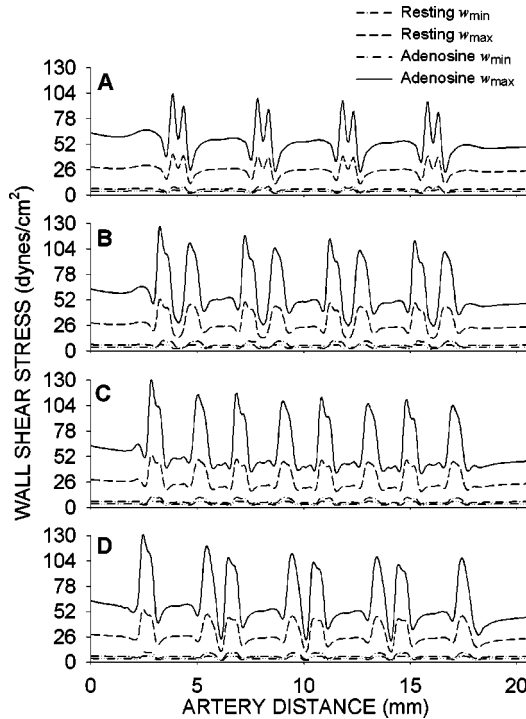 Resting wmin
Resting wmax
Adenosine wmin
Adenosine wmax
WALL SHEAR STRESS (dynes/cm2)
A
130
104
78
52
26
0
B
130
104
78
52
26
0
C
130
104
78
52
26
0
D
130
104
78
52
26
0
0 5 10 15 20
ARTERY DISTANCE (mm)